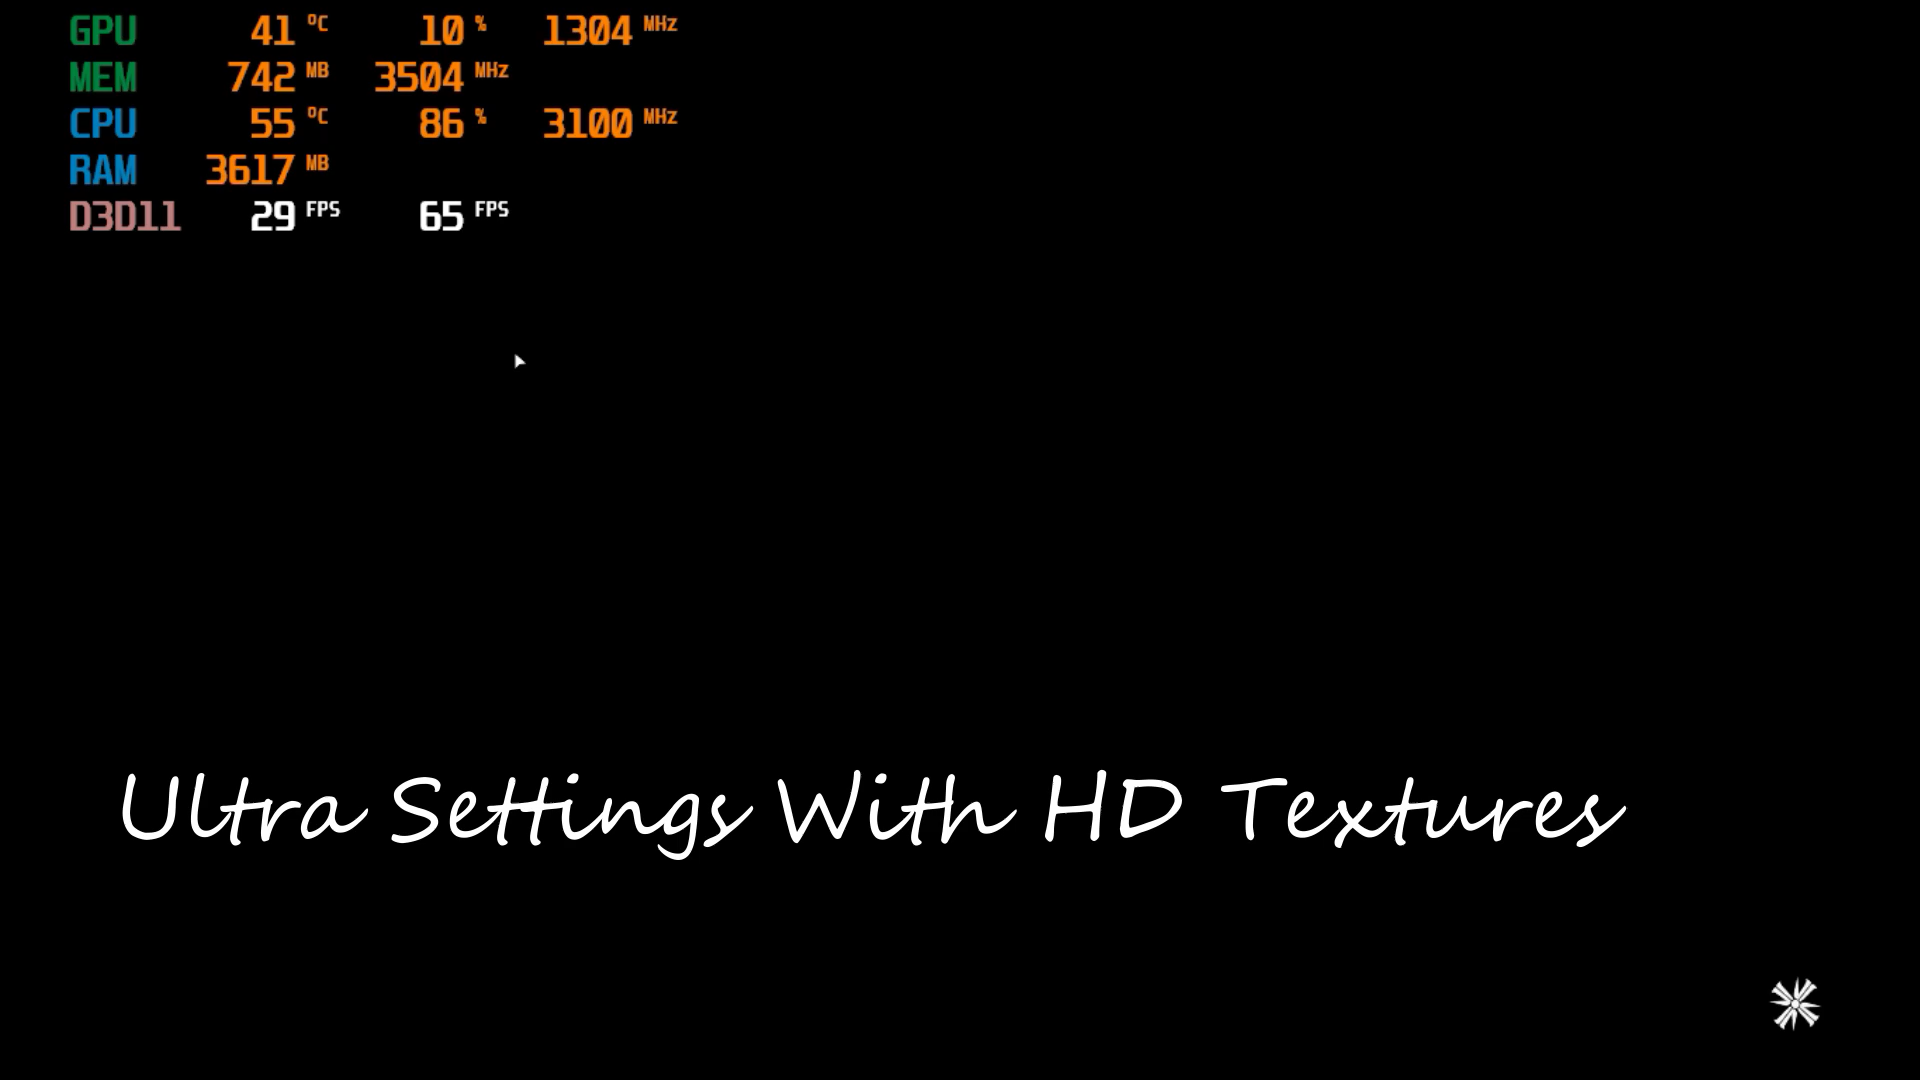 GPU 41 °C 10 % 1304 MHz
MEM 742 MB 3504 MHz
CPU 55 °C 86 % 3100 MHz
RAM 3617 MB
D3D11 29 FPS 65 FPS
Ultra Settings With HD Textures